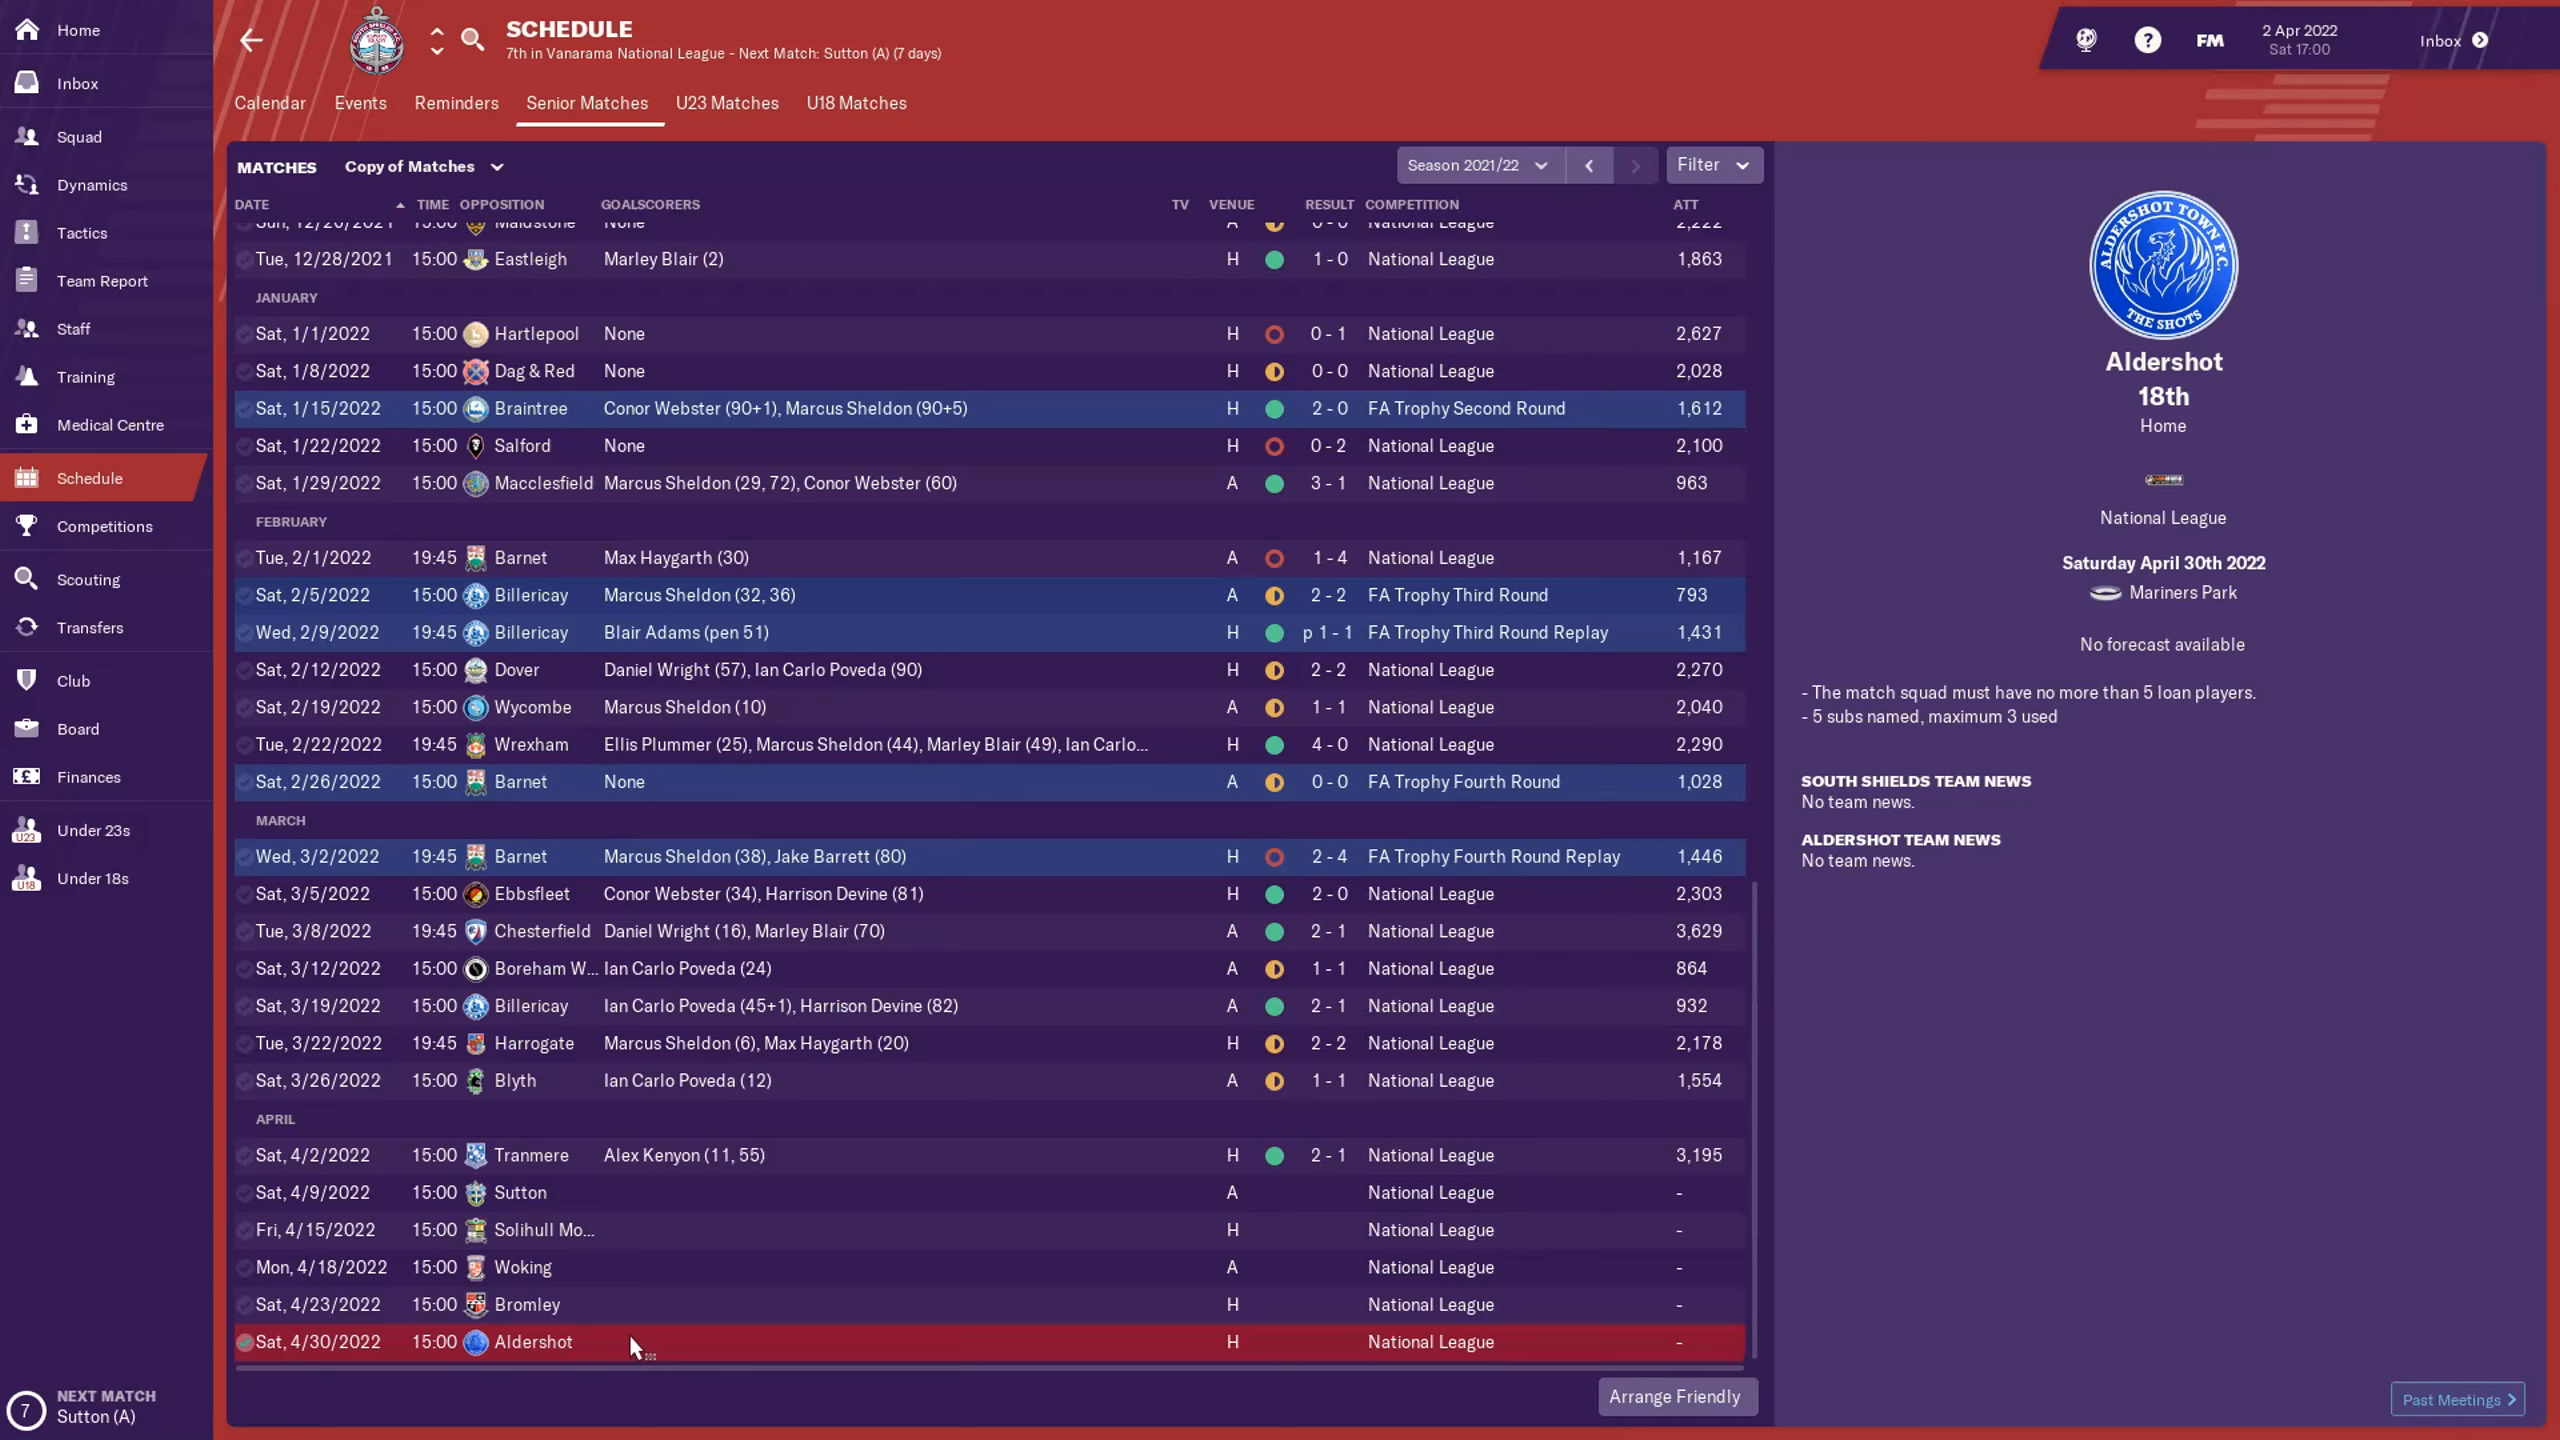 Home
Inbox
Squad
Dynamics
Tactics
Team Report
Staff
Training
Medical Centre
Schedule
Competitions
Scouting
Transfers
Club
Board
Finances
U23 Under 23s
U18 Under 18s
7 NEXT MATCH
Sutton (A)
SCHEDULE
7th in Vanarama National League - Next Match: Sutton (A) (7 days)
FM
2 Apr 2022
Sat 17:00
Inbox
Calendar Events Reminders Senior Matches U23 Matches U18 Matches
MATCHES Copy of Matches Season 2021/22 Filter
DATE TIME OPPOSITION GOALSCORERS TV VENUE RESULT COMPETITION ATT
Sun, 12/26/2021 15:00 Maidstone None A 0 - 0 National League 2,222
Tue, 12/28/2021 15:00 Eastleigh Marley Blair (2) H 1 - 0 National League 1,863
JANUARY
Sat, 1/1/2022 15:00 Hartlepool None H 0 - 1 National League 2,627
Sat, 1/8/2022 15:00 Dag & Red None H 0 - 0 National League 2,028
Sat, 1/15/2022 15:00 Braintree Conor Webster (90+1), Marcus Sheldon (90+5) H 2 - 0 FA Trophy Second Round 1,612
Sat, 1/22/2022 15:00 Salford None H 0 - 2 National League 2,100
Sat, 1/29/2022 15:00 Macclesfield Marcus Sheldon (29, 72), Conor Webster (60) A 3 - 1 National League 963
FEBRUARY
Tue, 2/1/2022 19:45 Barnet Max Haygarth (30) A 1 - 4 National League 1,167
Sat, 2/5/2022 15:00 Billericay Marcus Sheldon (32, 36) A 2 - 2 FA Trophy Third Round 793
Wed, 2/9/2022 19:45 Billericay Blair Adams (pen 51) H p 1 - 1 FA Trophy Third Round Replay 1,431
Sat, 2/12/2022 15:00 Dover Daniel Wright (57), Ian Carlo Poveda (90) H 2 - 2 National League 2,270
Sat, 2/19/2022 15:00 Wycombe Marcus Sheldon (10) A 1 - 1 National League 2,040
Tue, 2/22/2022 19:45 Wrexham Ellis Plummer (25), Marcus Sheldon (44), Marley Blair (49), Ian Carlo... H 4 - 0 National League 2,290
Sat, 2/26/2022 15:00 Barnet None A 0 - 0 FA Trophy Fourth Round 1,028
MARCH
Wed, 3/2/2022 19:45 Barnet Marcus Sheldon (38), Jake Barrett (80) H 2 - 4 FA Trophy Fourth Round Replay 1,446
Sat, 3/5/2022 15:00 Ebbsfleet Conor Webster (34), Harrison Devine (81) H 2 - 0 National League 2,303
Tue, 3/8/2022 19:45 Chesterfield Daniel Wright (16), Marley Blair (70) A 2 - 1 National League 3,629
Sat, 3/12/2022 15:00 Boreham W... Ian Carlo Poveda (24) A 1 - 1 National League 864
Sat, 3/19/2022 15:00 Billericay Ian Carlo Poveda (45+1), Harrison Devine (82) A 2 - 1 National League 932
Tue, 3/22/2022 19:45 Harrogate Marcus Sheldon (6), Max Haygarth (20) H 2 - 2 National League 2,178
Sat, 3/26/2022 15:00 Blyth Ian Carlo Poveda (12) A 1 - 1 National League 1,554
APRIL
Sat, 4/2/2022 15:00 Tranmere Alex Kenyon (11, 55) H 2 - 1 National League 3,195
Sat, 4/9/2022 15:00 Sutton A National League -
Fri, 4/15/2022 15:00 Solihull Mo... H National League -
Mon, 4/18/2022 15:00 Woking A National League -
Sat, 4/23/2022 15:00 Bromley H National League -
Sat, 4/30/2022 15:00 Aldershot H National League -
Arrange Friendly
ALDERSHOT TOWN F.C.
THE SHOTS
Aldershot
18th
Home
National League
Saturday April 30th 2022
Mariners Park
No forecast available
- The match squad must have no more than 5 loan players.
- 5 subs named, maximum 3 used
SOUTH SHIELDS TEAM NEWS
No team news.
ALDERSHOT TEAM NEWS
No team news.
Past Meetings